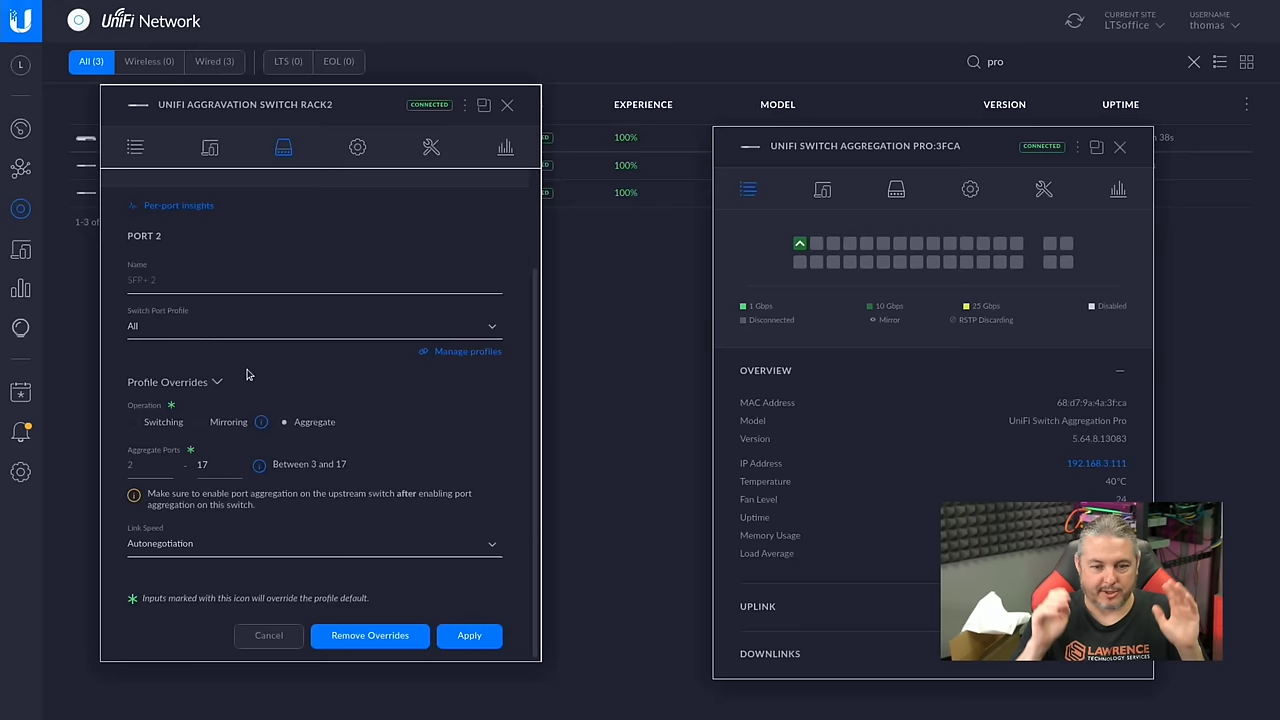 UniFi Network
CURRENT SITE
LTSoffice
USERNAME
thomas
L
All (3)
Wireless (0)
Wired (3)
LTS (0)
EOL (0)
pro
EXPERIENCE
MODEL
VERSION
UPTIME
100%
38s
100%
100%
1-3 of
UNIFI AGGRAVATION SWITCH RACK2
CONNECTED
Per-port insights
PORT 2
Name
SFP+ 2
Switch Port Profile
All
Manage profiles
Profile Overrides
Operation
Switching
Mirroring
Aggregate
Aggregate Ports
2 - 17
Between 3 and 17
Make sure to enable port aggregation on the upstream switch after enabling port
aggregation on this switch.
Link Speed
Autonegotiation
Inputs marked with this icon will override the profile default.
Cancel
Remove Overrides
Apply
UNIFI SWITCH AGGREGATION PRO:3FCA
CONNECTED
1 Gbps
10 Gbps
25 Gbps
Disabled
Disconnected
Mirror
RSTP Discarding
OVERVIEW
MAC Address 68:d7:9a:4a:3f:ca
Model UniFi Switch Aggregation Pro
Version 5.64.8.13083
IP Address 192.168.3.111
Temperature 40°C
Fan Level 24
Uptime
Memory Usage
Load Average
UPLINK
DOWNLINKS
LAWRENCE
TECHNOLOGY SERVICES